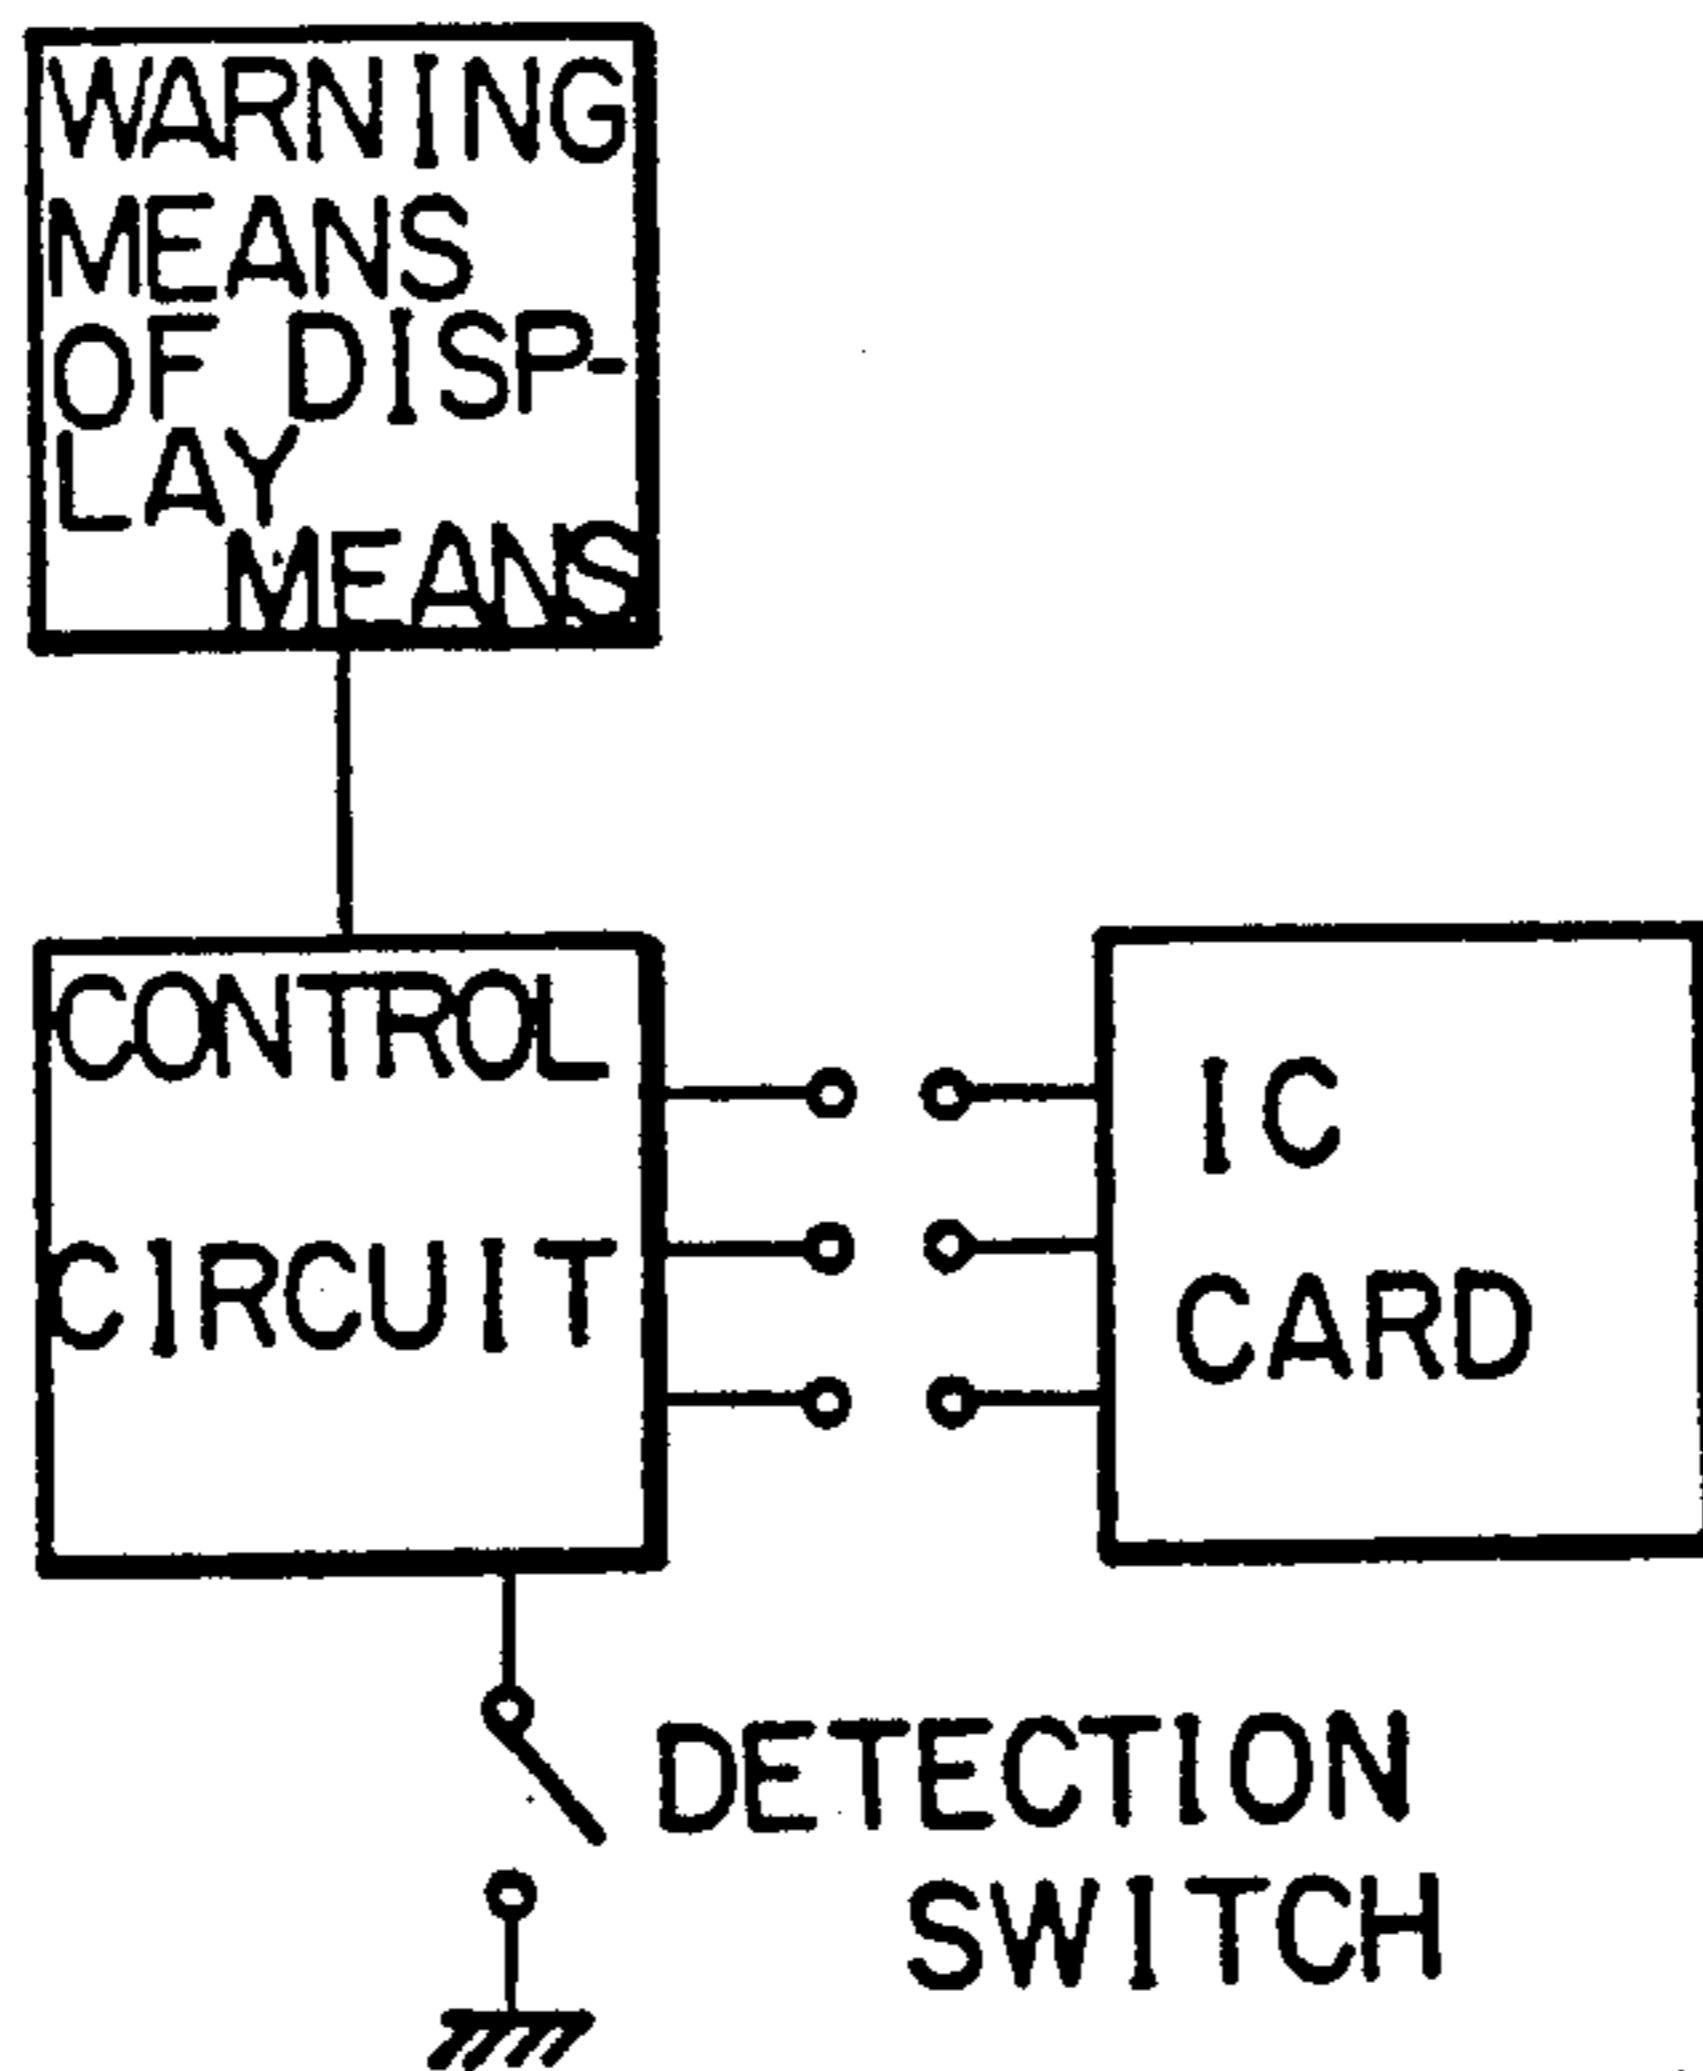 WARNING
MEANS
OF DISP-
LAY
MEANS
CONTROL
CIRCUIT
IC
CARD
DETECTION
SWITCH